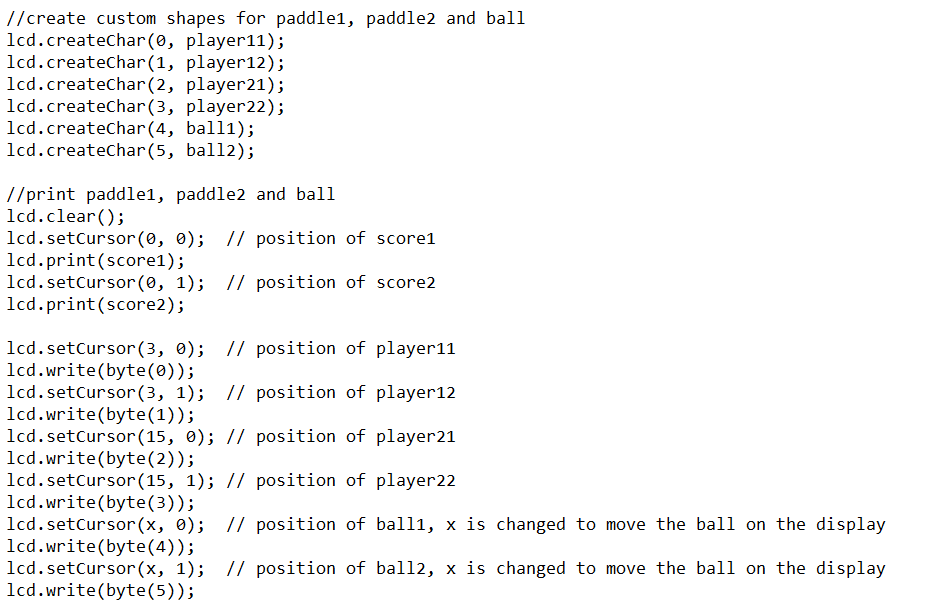 //create custom shapes for paddle1, paddle2 and ball
lcd.createChar(0, player11);
lcd.createChar(1, player12);
lcd.createChar(2, player21);
lcd.createChar(3, player22);
lcd.createChar(4, ball1);
lcd.createChar(5, ball2);

//print paddle1, paddle2 and ball
lcd.clear();
lcd.setCursor(0, 0);  // position of score1
lcd.print(score1);
lcd.setCursor(0, 1);  // position of score2
lcd.print(score2);

lcd.setCursor(3, 0);  // position of player11
lcd.write(byte(0));
lcd.setCursor(3, 1);  // position of player12
lcd.write(byte(1));
lcd.setCursor(15, 0); // position of player21
lcd.write(byte(2));
lcd.setCursor(15, 1); // position of player22
lcd.write(byte(3));
lcd.setCursor(x, 0);  // position of ball1, x is changed to move the ball on the display
lcd.write(byte(4));
lcd.setCursor(x, 1);  // position of ball2, x is changed to move the ball on the display
lcd.write(byte(5));